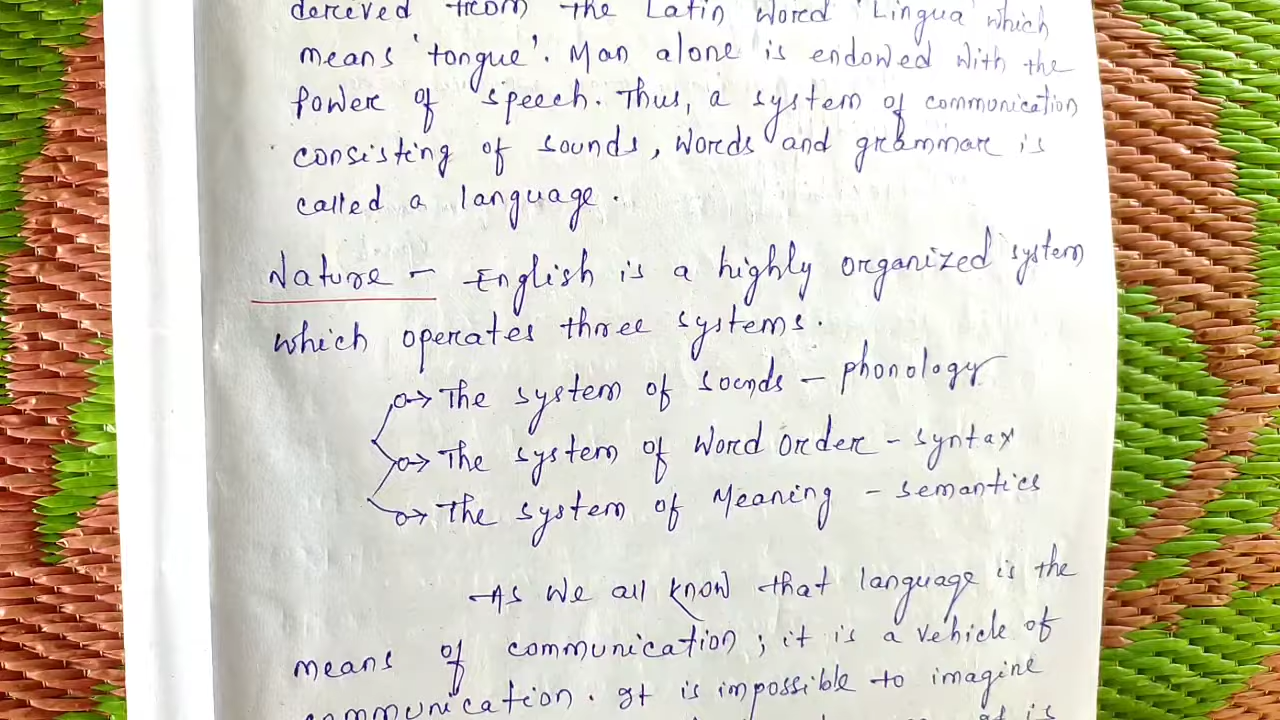 derived from the Latin word 'Lingua' which
means 'tongue'. Man alone is endowed with the
power of speech. Thus, a system of communication
consisting of sounds, words and grammar is
called a language.
Nature - English is a highly organized system
which operates three systems.
→ The system of sounds - phonology
→ The system of word order - syntax
→ The system of Meaning - semantics
As we all know that language is the
means of communication; it is a vehicle of
communication. It is impossible to imagine